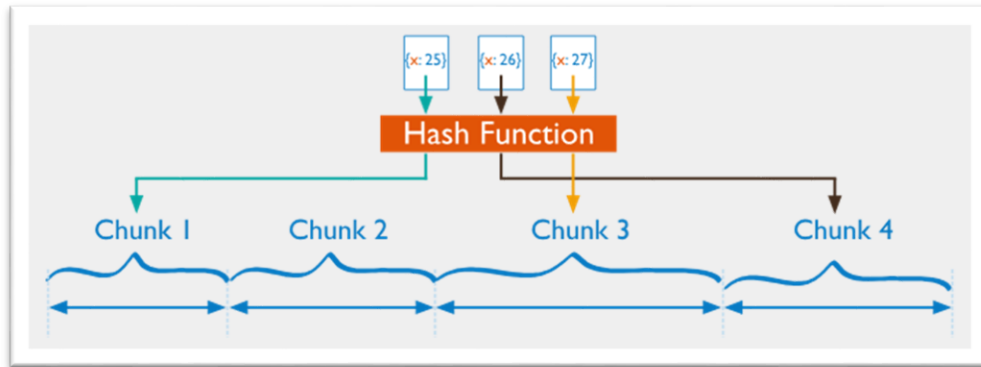 {x: 25} {x: 26} {x: 27}
Hash Function
Chunk 1 Chunk 2 Chunk 3 Chunk 4